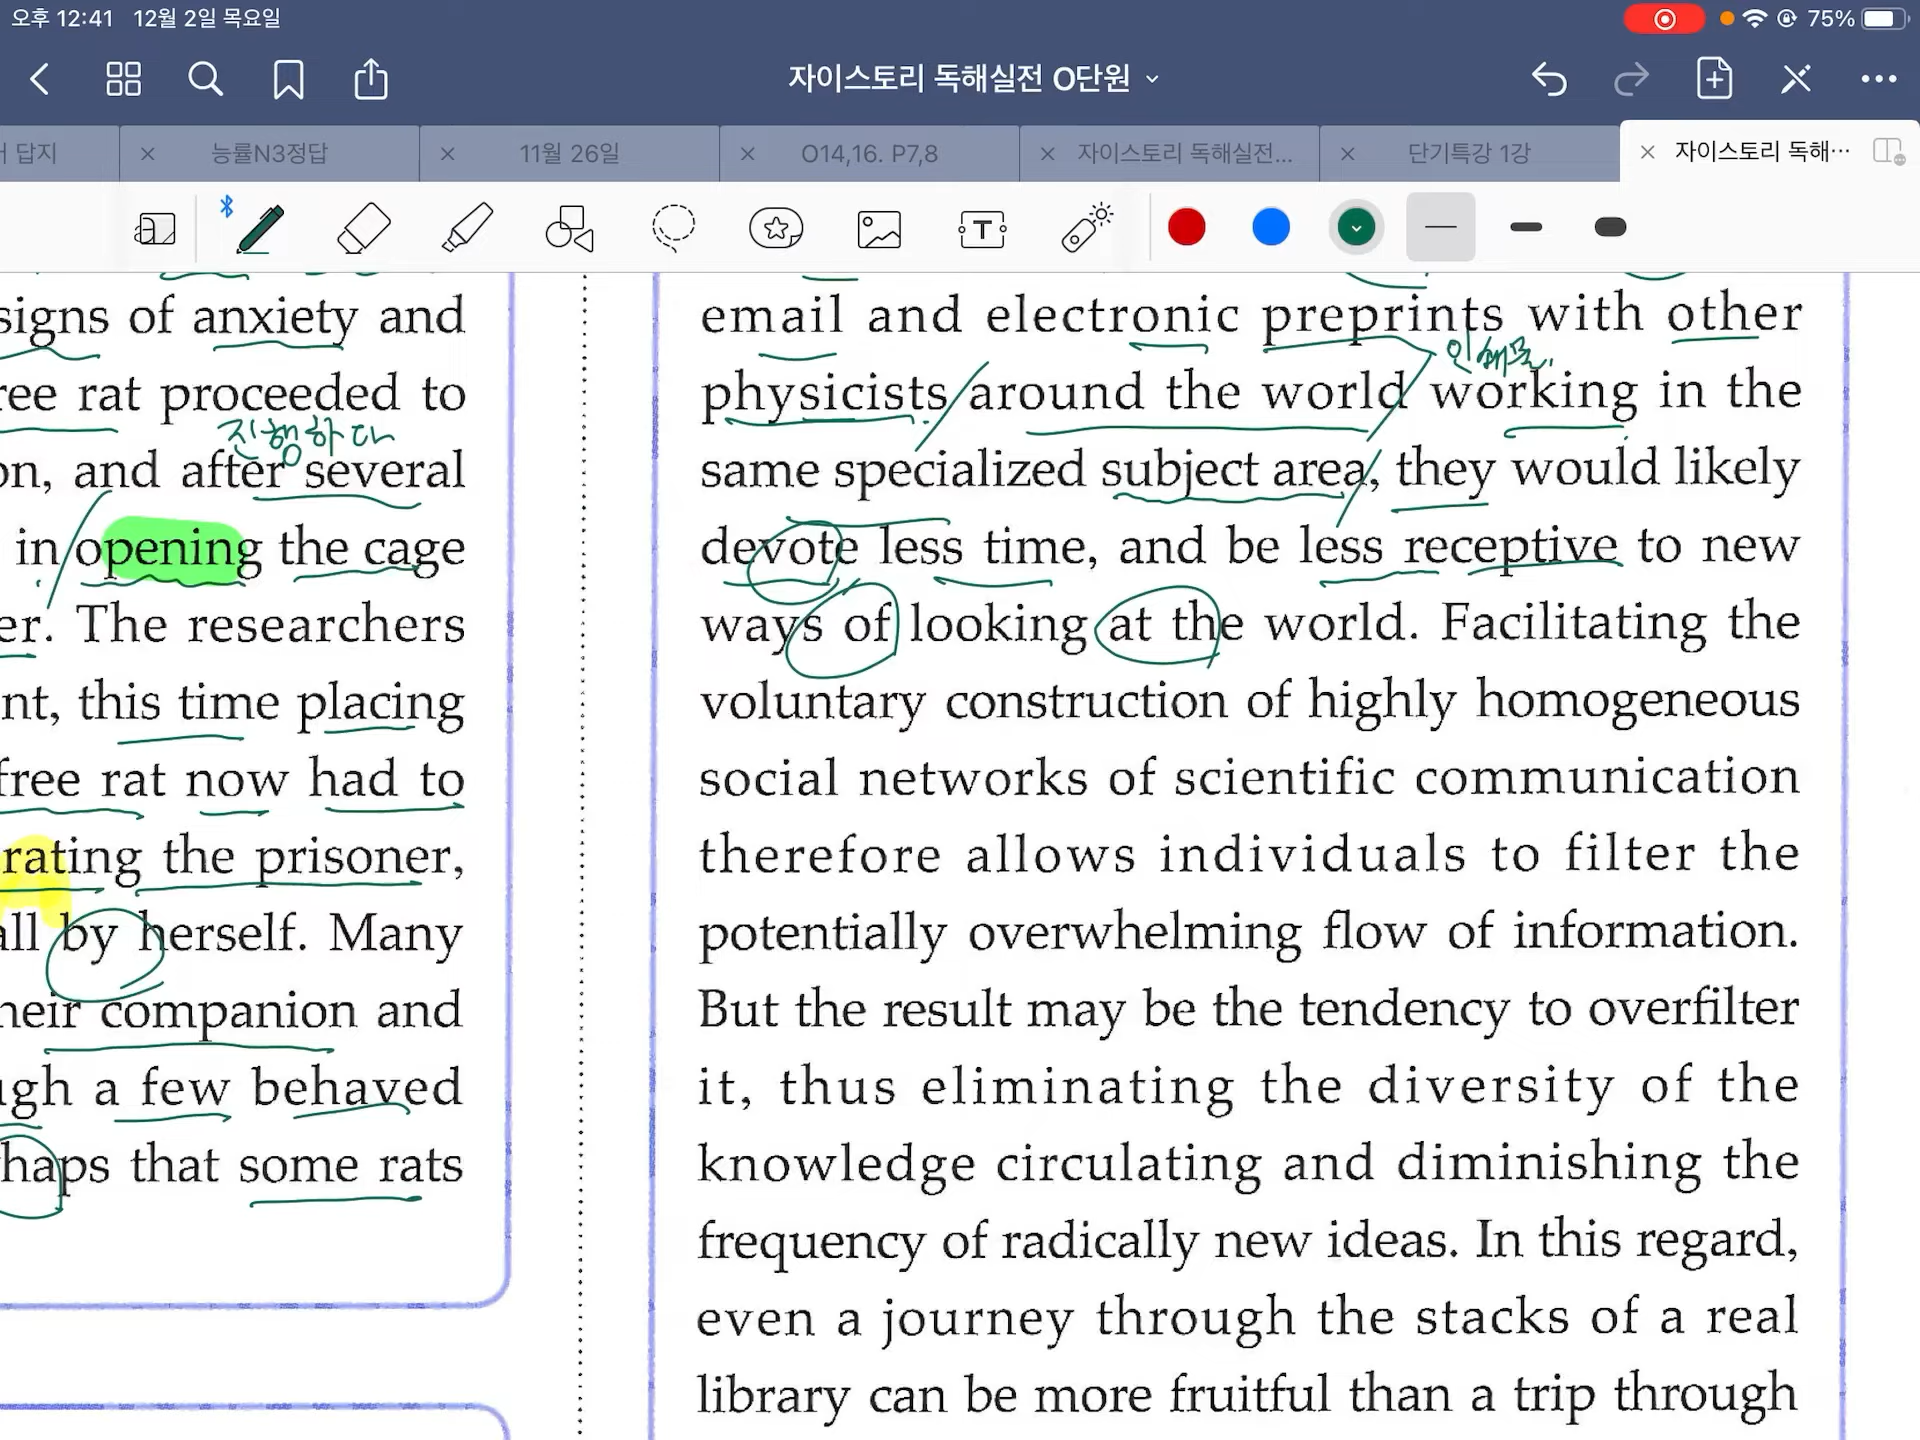 오후 12:41 12월 2일 목요일
75%
자이스토리 독해실전 O단원
답지
능률N3정답
11월 26일
O14,16. P7,8
자이스토리 독해실전...
단기특강 1강
자이스토리 독해...
signs of anxiety and
ree rat proceeded to
진행하다
on, and after several
in opening the cage
er. The researchers
nt, this time placing
free rat now had to
rating the prisoner,
all by herself. Many
heir companion and
ugh a few behaved
haps that some rats
email and electronic preprints with other
인쇄물
physicists around the world working in the
same specialized subject area, they would likely
devote less time, and be less receptive to new
ways of looking at the world. Facilitating the
voluntary construction of highly homogeneous
social networks of scientific communication
therefore allows individuals to filter the
potentially overwhelming flow of information.
But the result may be the tendency to overfilter
it, thus eliminating the diversity of the
knowledge circulating and diminishing the
frequency of radically new ideas. In this regard,
even a journey through the stacks of a real
library can be more fruitful than a trip through